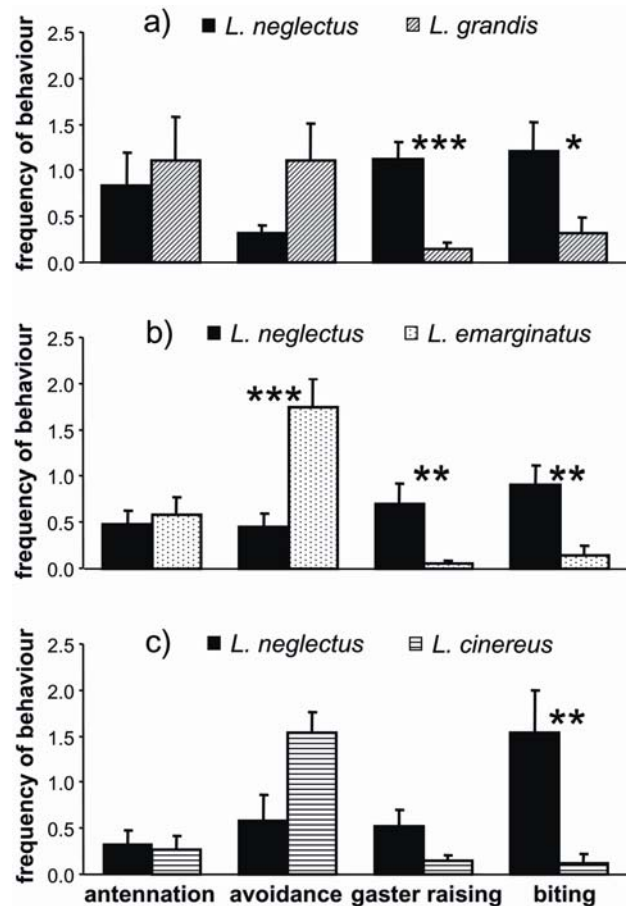 a) L. neglectus L. grandis
frequency of behaviour
2.5
2.0
1.5
1.0
0.5
0.0
*** *
b) L. neglectus L. emarginatus
frequency of behaviour
2.5
2.0
1.5
1.0
0.5
0.0
*** ** **
c) L. neglectus L. cinereus
frequency of behaviour
2.5
2.0
1.5
1.0
0.5
0.0
**
antennation avoidance gaster raising biting